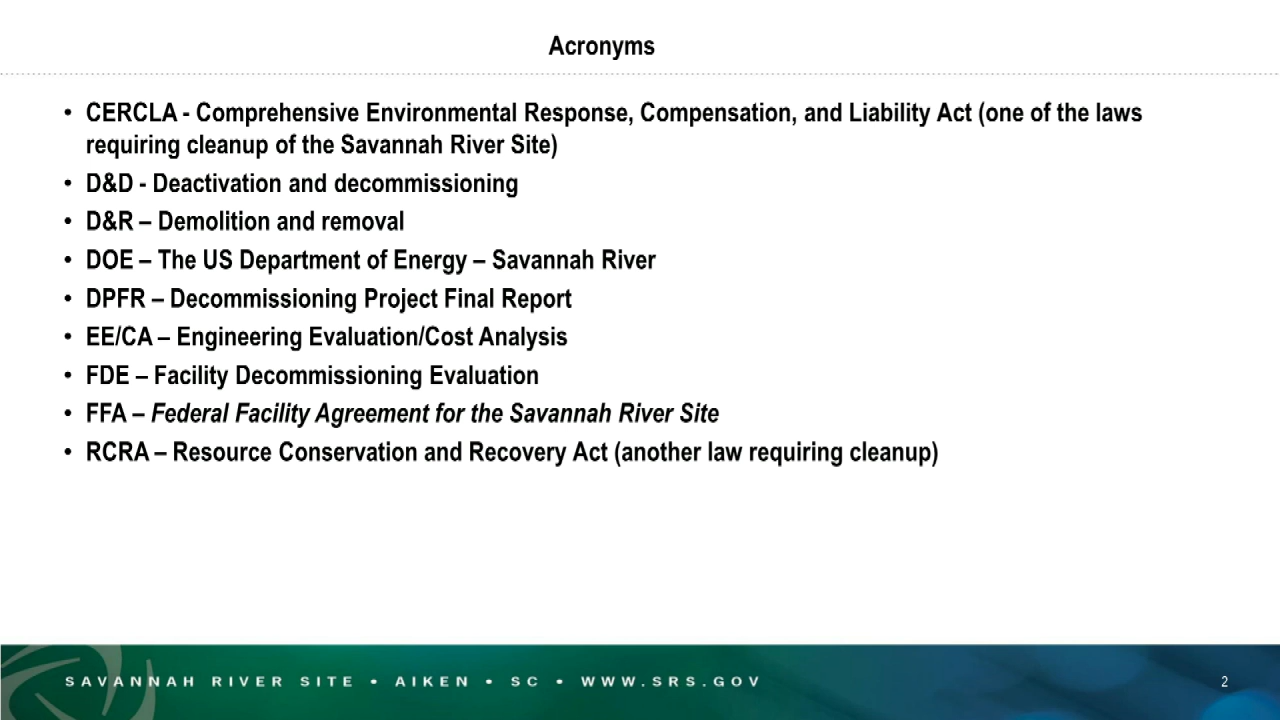 Acronyms
• CERCLA - Comprehensive Environmental Response, Compensation, and Liability Act (one of the laws
requiring cleanup of the Savannah River Site)
• D&D - Deactivation and decommissioning
• D&R – Demolition and removal
• DOE – The US Department of Energy – Savannah River
• DPFR – Decommissioning Project Final Report
• EE/CA – Engineering Evaluation/Cost Analysis
• FDE – Facility Decommissioning Evaluation
• FFA – Federal Facility Agreement for the Savannah River Site
• RCRA – Resource Conservation and Recovery Act (another law requiring cleanup)
SAVANNAH RIVER SITE • AIKEN • SC • WWW.SRS.GOV
2